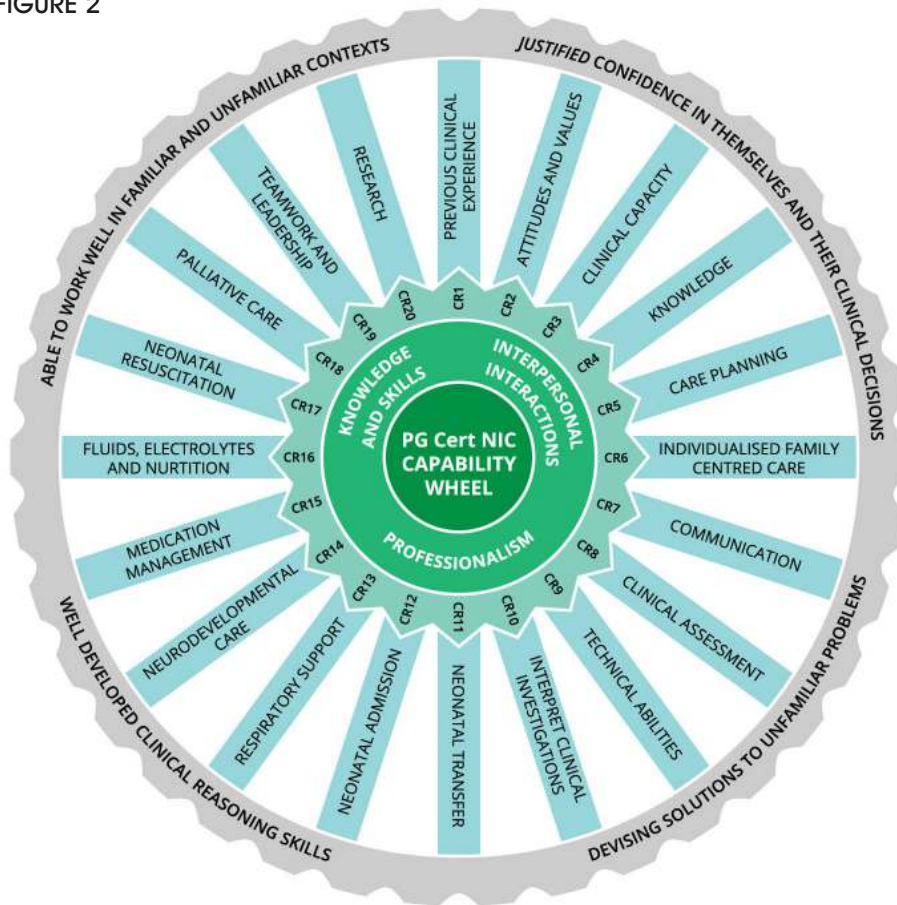 FIGURE 2
ABLE TO WORK WELL IN FAMILIAR AND UNFAMILIAR CONTEXTS
JUSTIFIED CONFIDENCE IN THEMSELVES AND THEIR CLINICAL DECISIONS
DEVISING SOLUTIONS TO UNFAMILIAR PROBLEMS
WELL DEVELOPED CLINICAL REASONING SKILLS
PREVIOUS CLINICAL
EXPERIENCE
ATTITUDES AND VALUES
CLINICAL CAPACITY
KNOWLEDGE
CARE PLANNING
INDIVIDUALISED FAMILY
CENTRED CARE
COMMUNICATION
CLINICAL ASSESSMENT
TECHNICAL ABILITIES
INTERPRET CLINICAL
INVESTIGATIONS
NEONATAL TRANSFER
NEONATAL ADMISSION
RESPIRATORY SUPPORT
NEURODEVELOPMENTAL
CARE
MEDICATION
MANAGEMENT
FLUIDS, ELECTROLYTES
AND NURTITION
NEONATAL
RESUSCITATION
PALLIATIVE CARE
TEAMWORK AND
LEADERSHIP
RESEARCH
CR1
CR2
CR3
CR4
CR5
CR6
CR7
CR8
CR9
CR10
CR11
CR12
CR13
CR14
CR15
CR16
CR17
CR18
CR19
CR20
KNOWLEDGE
AND SKILLS
INTERPERSONAL
INTERACTIONS
PROFESSIONALISM
PG Cert NIC
CAPABILITY
WHEEL